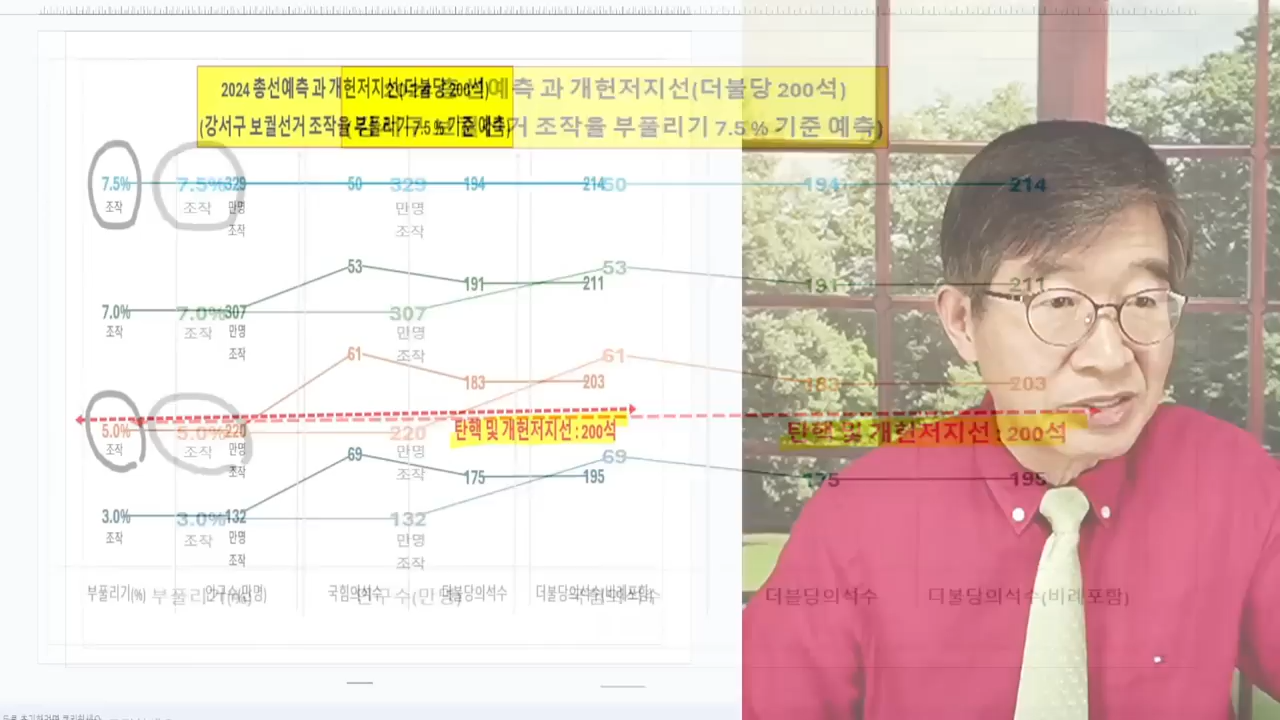 2024 총선예측 과 개헌저지선(더불당 200석)
(강서구 보궐선거 조작율 부풀리기 7.5 % 기준 예측)
7.5% 329 50 194 214
조작 만명
조작
53
191 211
7.0% 307
조작 만명
조작
61
183 203
5.0% 220
탄핵 및 개헌저지선 : 200석
조작 만명
조작
69
175 195
3.0% 132
조작 만명
조작
부풀리기(%) 인구수(만명) 국힘의석수 더불당의석수 더불당의석수(비례포함)